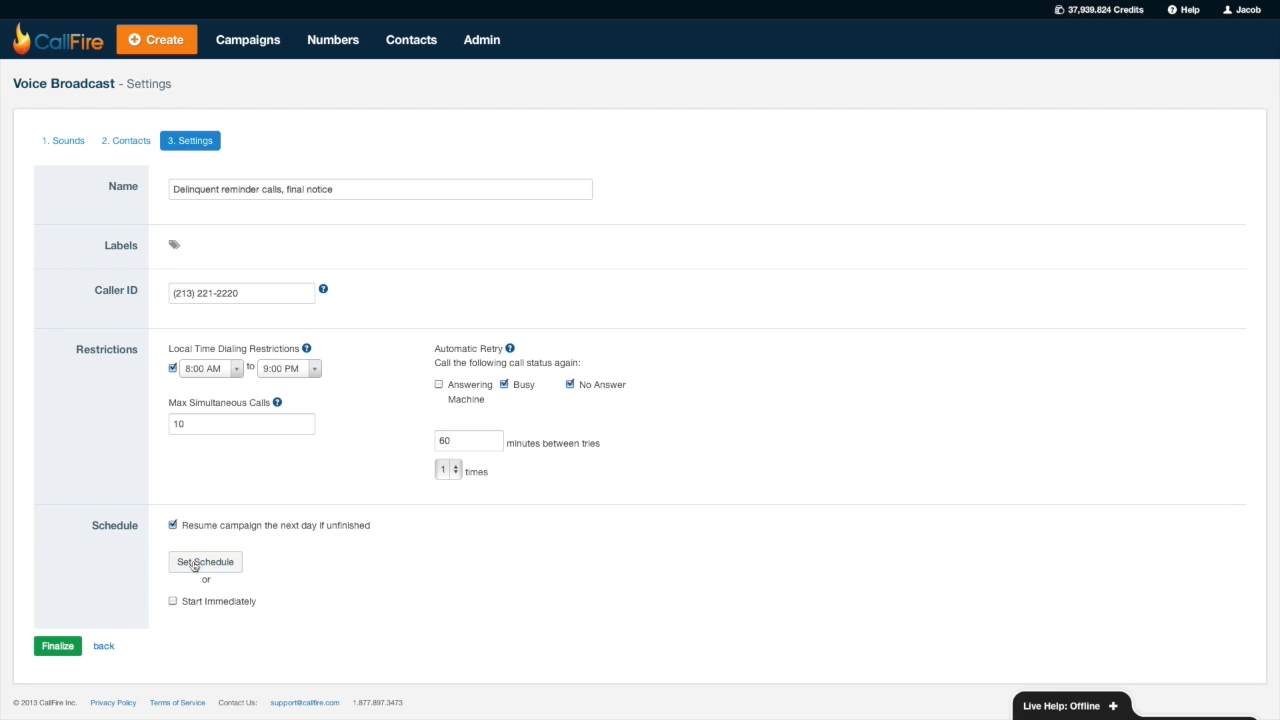 37,939.824 Credits Help Jacob
CallFire Create Campaigns Numbers Contacts Admin
Voice Broadcast - Settings
1. Sounds 2. Contacts 3. Settings
Name Delinquent reminder calls, final notice
Labels
Caller ID (213) 221-2220
Restrictions
Local Time Dialing Restrictions
8:00 AM to 9:00 PM
Max Simultaneous Calls
10
Automatic Retry
Call the following call status again:
Answering Machine Busy No Answer
60 minutes between tries
1 times
Schedule
Resume campaign the next day if unfinished
Set Schedule
or
Start Immediately
Finalize back
© 2013 CallFire Inc. Privacy Policy Terms of Service Contact Us: support@callfire.com 1.877.897.3473
Live Help: Offline +